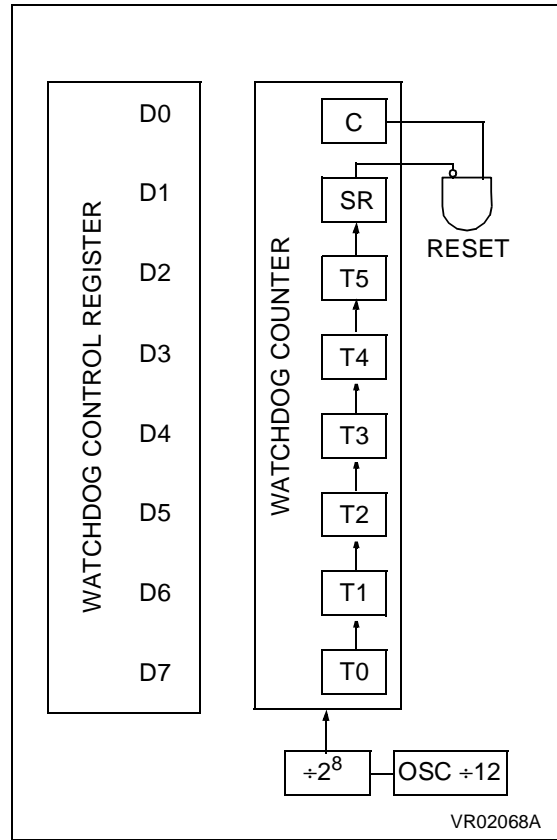 WATCHDOG CONTROL REGISTER
D0
D1
D2
D3
D4
D5
D6
D7
WATCHDOG COUNTER
C
SR
T5
T4
T3
T2
T1
T0
RESET
÷2⁸
OSC ÷12
VR02068A